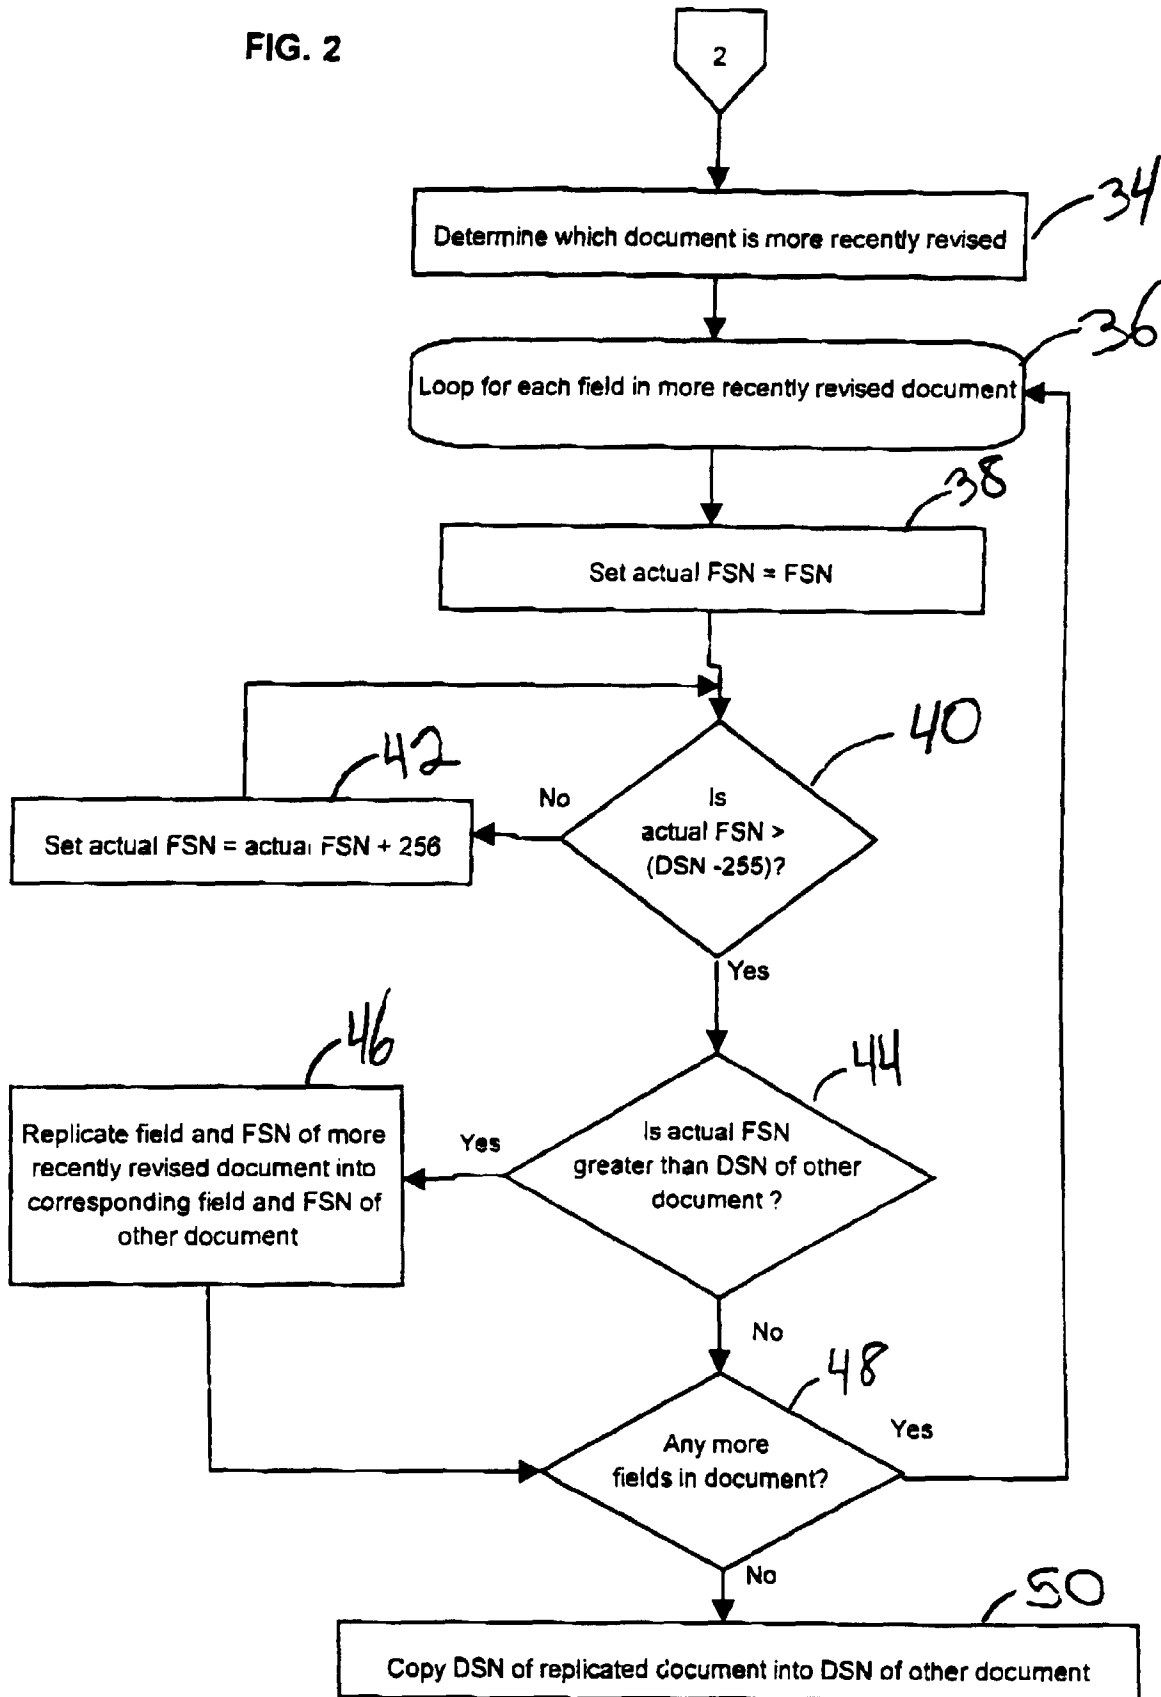 FIG. 2
2
34
Determine which document is more recently revised
36
Loop for each field in more recently revised document
38
Set actual FSN = FSN
40
42
No
Is
actual FSN >
(DSN -255)?
Set actual FSN = actual FSN + 256
Yes
46
44
Replicate field and FSN of more
recently revised document into
corresponding field and FSN of
other document
Yes
Is actual FSN
greater than DSN of other
document ?
No
48
Yes
Any more
fields in document?
No
50
Copy DSN of replicated document into DSN of other document